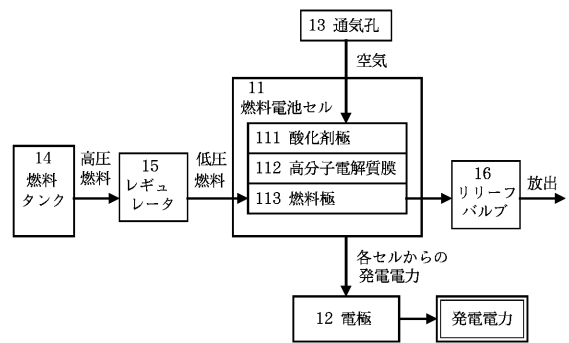 13 通気孔
空気
11
燃料電池セル
111 酸化剤極
112 高分子電解質膜
113 燃料極
14
燃料
タンク
高圧
燃料
15
レギュ
レータ
低圧
燃料
16
リリーフ
バルブ
放出
各セルからの
発電電力
12 電極
発電電力